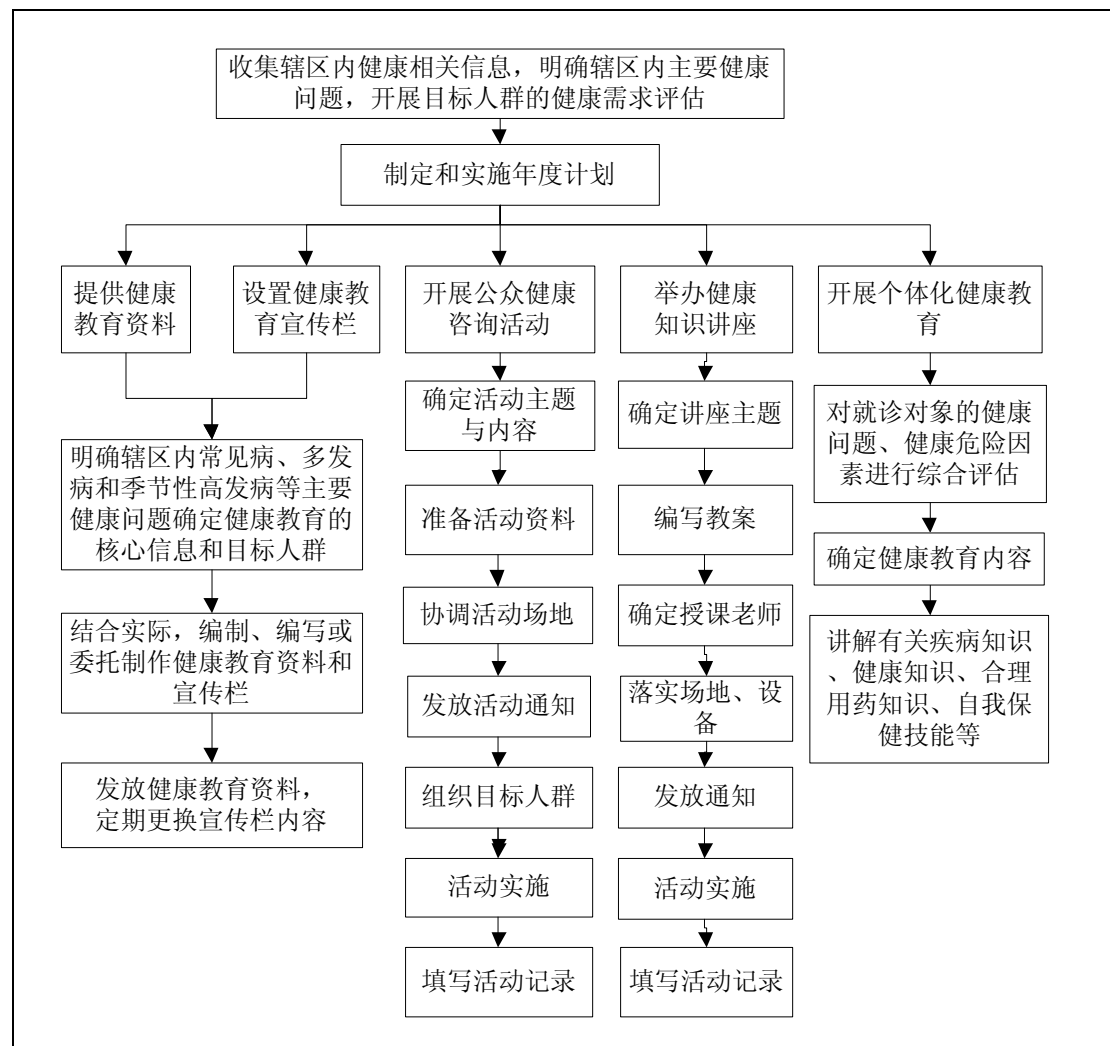 收集辖区内健康相关信息，明确辖区内主要健康
问题，开展目标人群的健康需求评估
制定和实施年度计划
提供健康
教育资料
设置健康教
育宣传栏
开展公众健康
咨询活动
举办健康
知识讲座
开展个体化健康教
育
明确辖区内常见病、多发
病和季节性高发病等主要
健康问题确定健康教育的
核心信息和目标人群
结合实际，编制、编写或
委托制作健康教育资料和
宣传栏
发放健康教育资料，
定期更换宣传栏内容
确定活动主题
与内容
准备活动资料
协调活动场地
发放活动通知
组织目标人群
活动实施
填写活动记录
确定讲座主题
编写教案
确定授课老师
落实场地、设
备
发放通知
活动实施
填写活动记录
对就诊对象的健康
问题、健康危险因
素进行综合评估
确定健康教育内容
讲解有关疾病知识
、健康知识、合理
用药知识、自我保
健技能等